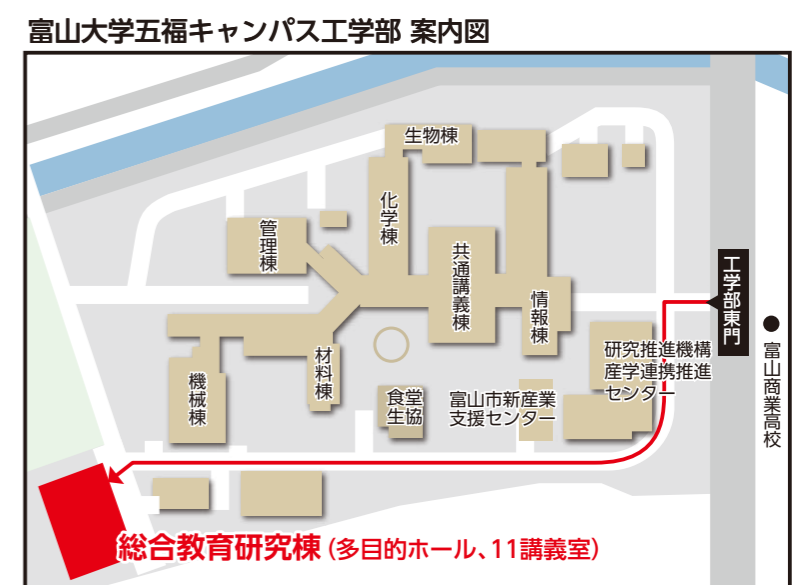 富山大学五福キャンパス工学部 案内図
生物棟
化学棟
管理棟
共通講義棟
情報棟
工学部東門
富山商業高校
研究推進機構
産学連携推進
センター
材料棟
機械棟
食堂
生協
富山市新産業
支援センター
総合教育研究棟（多目的ホール、11講義室）